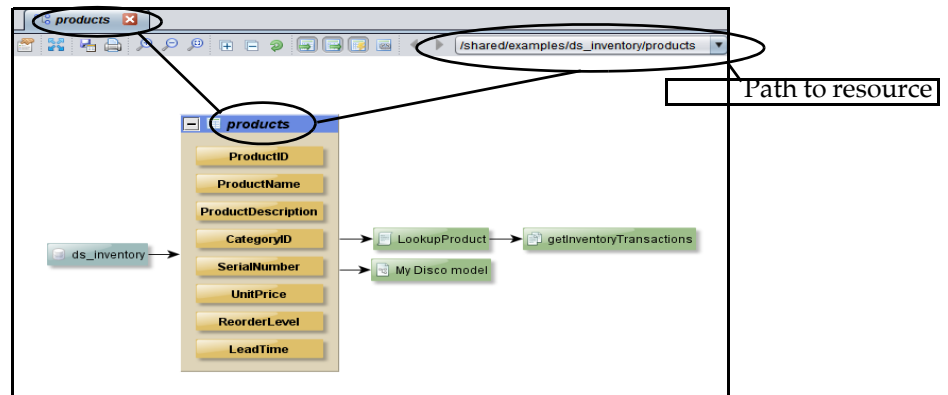 products
/shared/examples/ds_inventory/products
Path to resource
products
ProductID
ProductName
ProductDescription
CategoryID
SerialNumber
UnitPrice
ReorderLevel
LeadTime
ds_inventory
LookupProduct
getInventoryTransactions
My Disco model